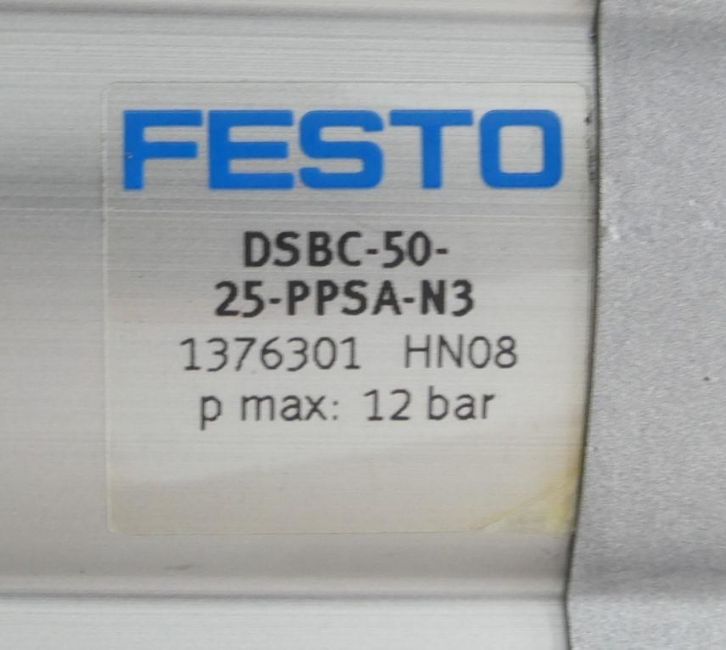 FESTO
DSBC-50-
25-PPSA-N3
1376301 HN08
p max: 12 bar